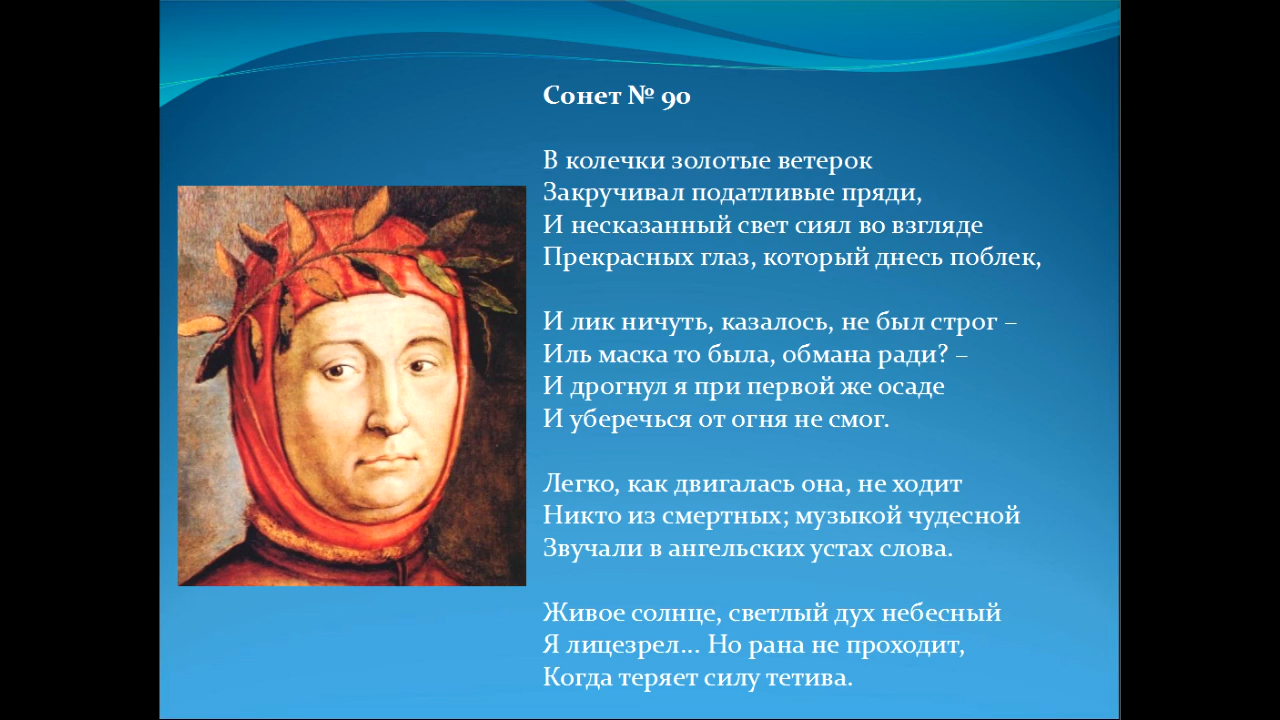 Сонет № 90
В колечки золотые ветерок
Закручивал податливые пряди,
И несказанный свет сиял во взгляде
Прекрасных глаз, который днесь поблек,
И лик ничуть, казалось, не был строг –
Иль маска то была, обмана ради? –
И дрогнул я при первой же осаде
И уберечься от огня не смог.
Легко, как двигалась она, не ходит
Никто из смертных; музыкой чудесной
Звучали в ангельских устах слова.
Живое солнце, светлый дух небесный
Я лицезрел... Но рана не проходит,
Когда теряет силу тетива.